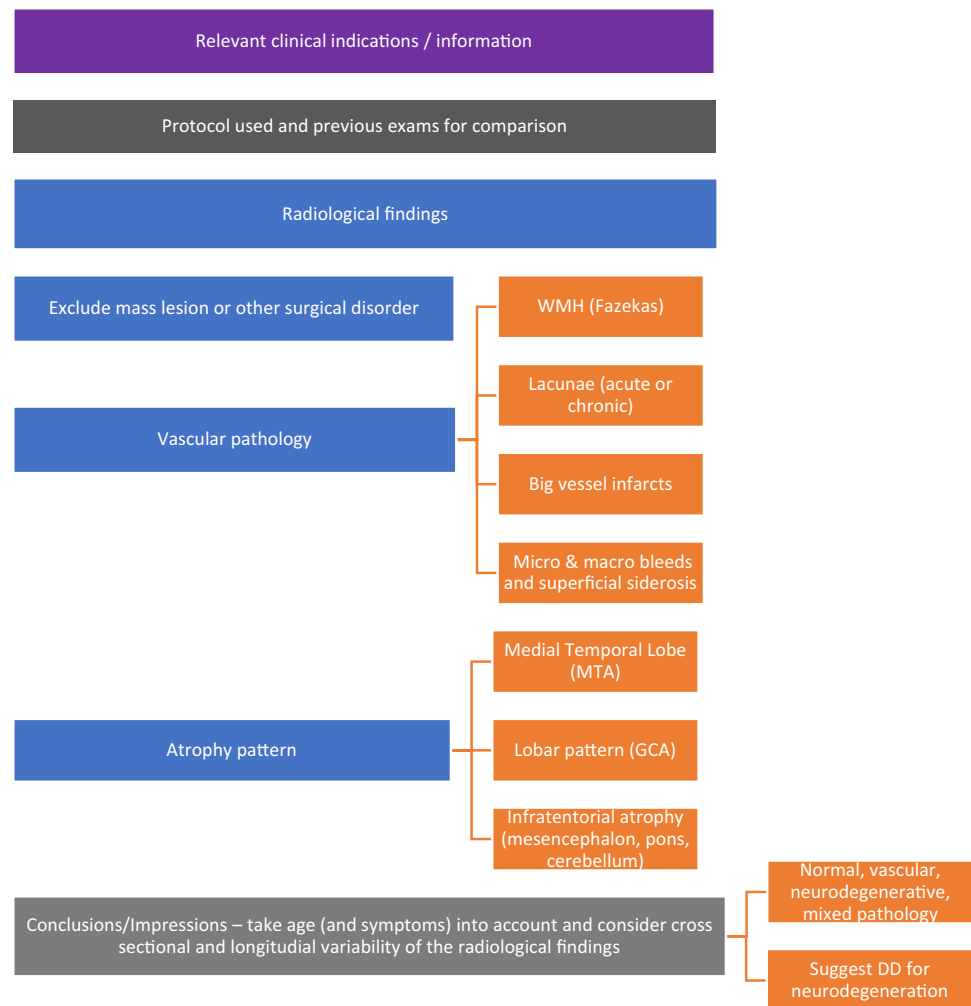 Relevant clinical indications / information
Protocol used and previous exams for comparison
Radiological findings
Exclude mass lesion or other surgical disorder
Vascular pathology
WMH (Fazekas)
Lacunae (acute or
chronic)
Big vessel infarcts
Micro & macro bleeds
and superficial siderosis
Atrophy pattern
Medial Temporal Lobe
(MTA)
Lobar pattern (GCA)
Infratentorial atrophy
(mesencephalon, pons,
cerebellum)
Conclusions/Impressions – take age (and symptoms) into account and consider cross
sectional and longitudial variability of the radiological findings
Normal, vascular,
neurodegenerative,
mixed pathology
Suggest DD for
neurodegeneration